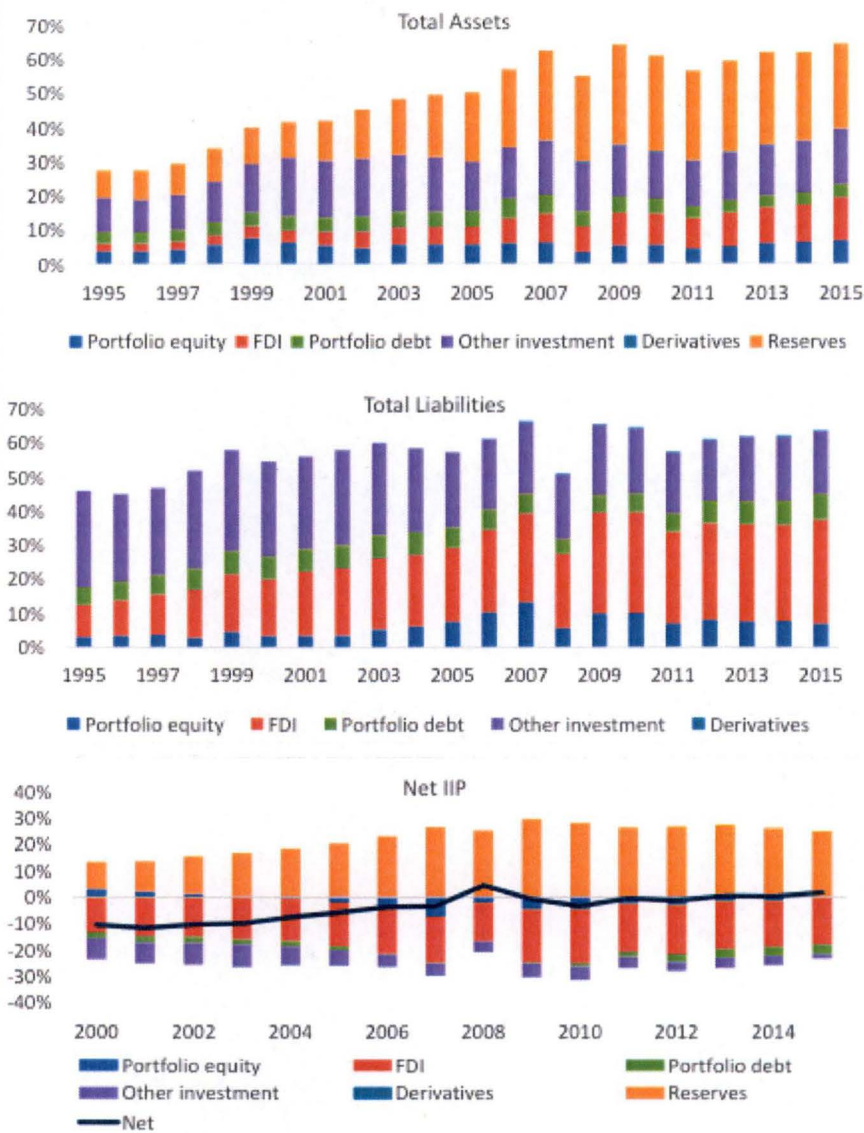 Total Assets
70%
60%
50%
40%
30%
20%
10%
0%
1995 1997 1999 2001 2003 2005 2007 2009 2011 2013 2015
Portfolio equity FDI Portfolio debt Other investment Derivatives Reserves
Total Liabilities
70%
60%
50%
40%
30%
20%
10%
0%
1995 1997 1999 2001 2003 2005 2007 2009 2011 2013 2015
Portfolio equity FDI Portfolio debt Other investment Derivatives
Net IIP
40%
30%
20%
10%
0%
-10%
-20%
-30%
-40%
2000 2002 2004 2006 2008 2010 2012 2014
Portfolio equity FDI Portfolio debt
Other investment Derivatives Reserves
Net